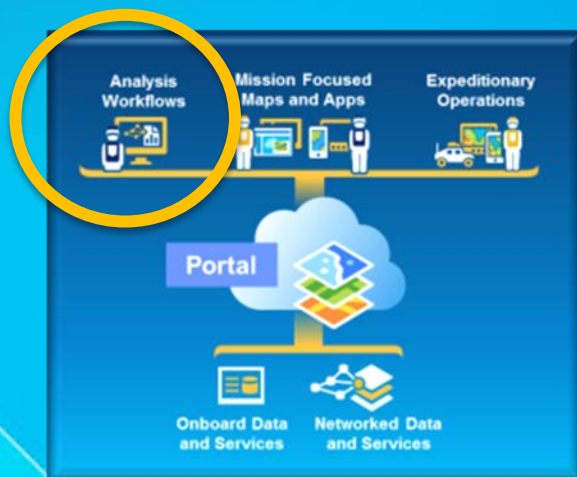 Analysis
Workflows
Mission Focused
Maps and Apps
Expeditionary
Operations
Portal
Onboard Data
and Services
Networked Data
and Services